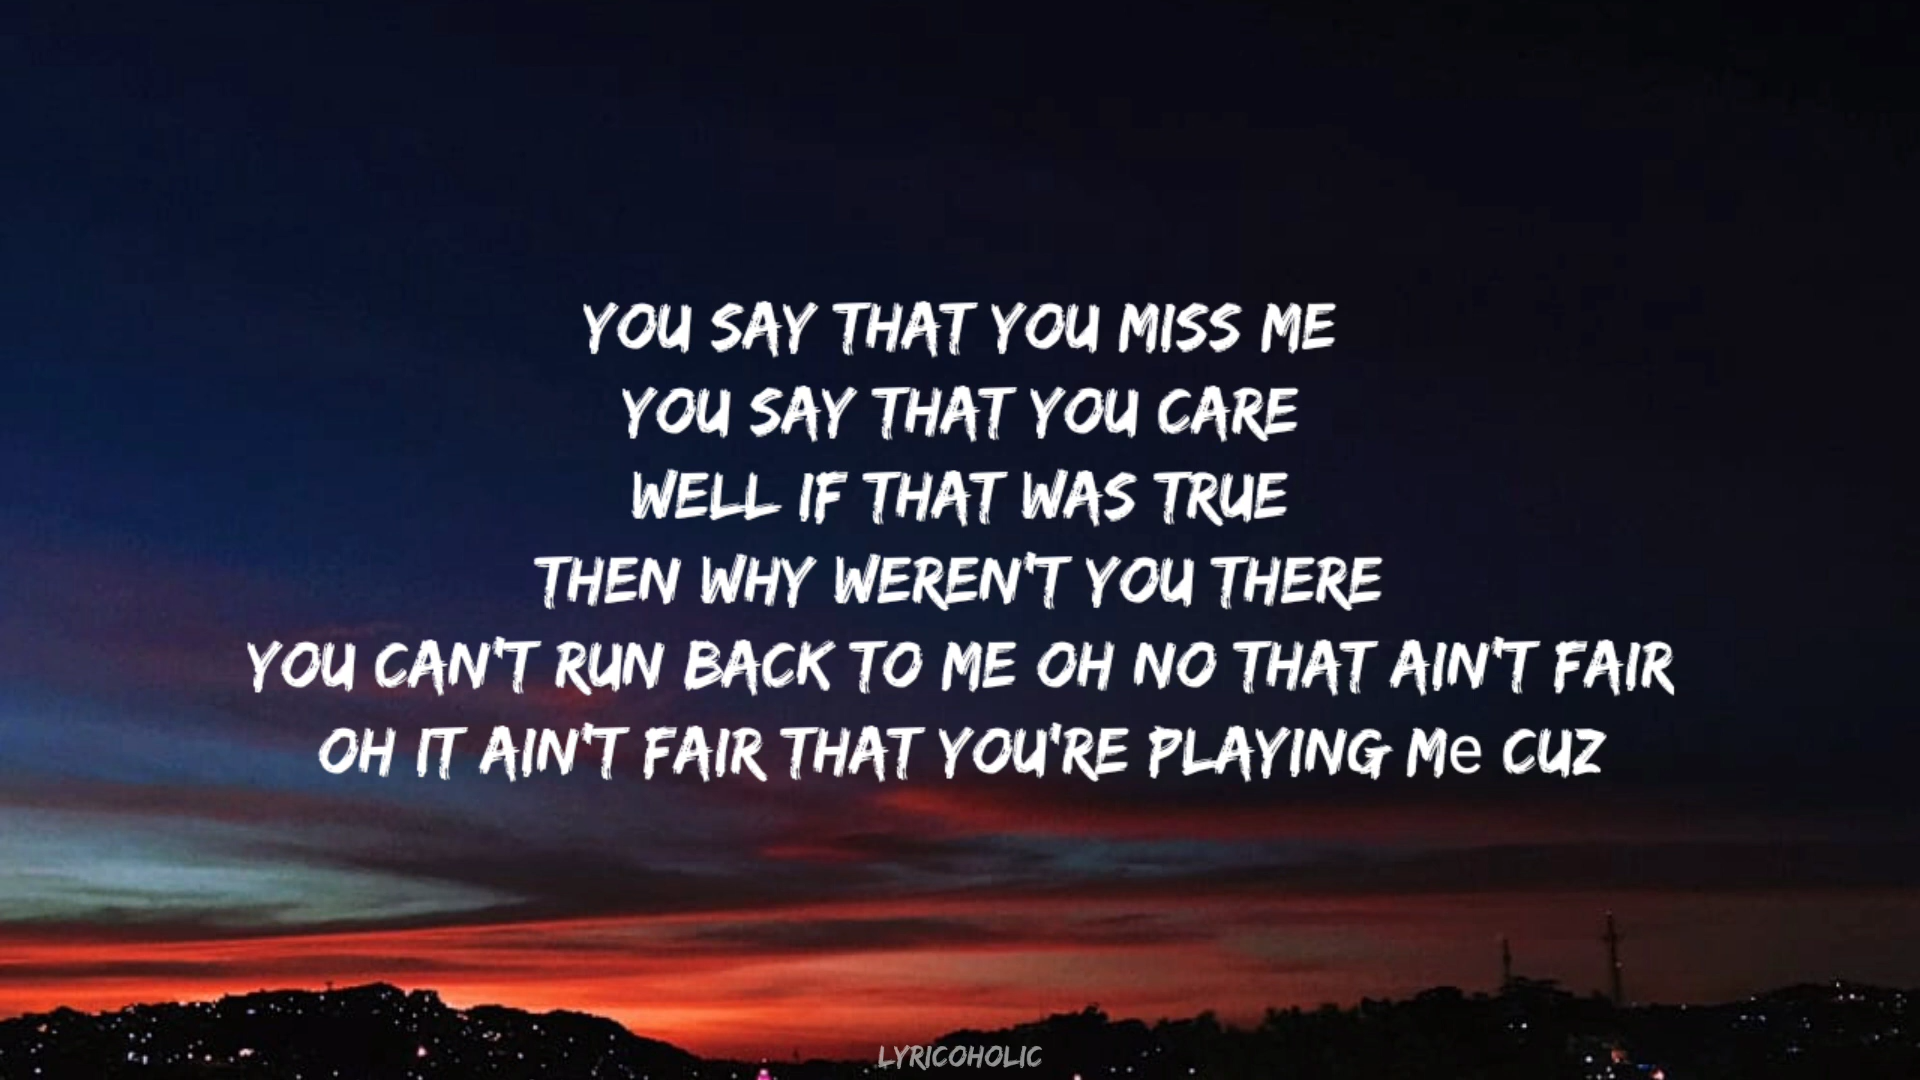 YOU SAY THAT YOU MISS ME
YOU SAY THAT YOU CARE
WELL IF THAT WAS TRUE
THEN WHY WEREN'T YOU THERE
YOU CAN'T RUN BACK TO ME OH NO THAT AIN'T FAIR
OH IT AIN'T FAIR THAT YOU'RE PLAYING Mе CUZ
LYRICOHOLIC